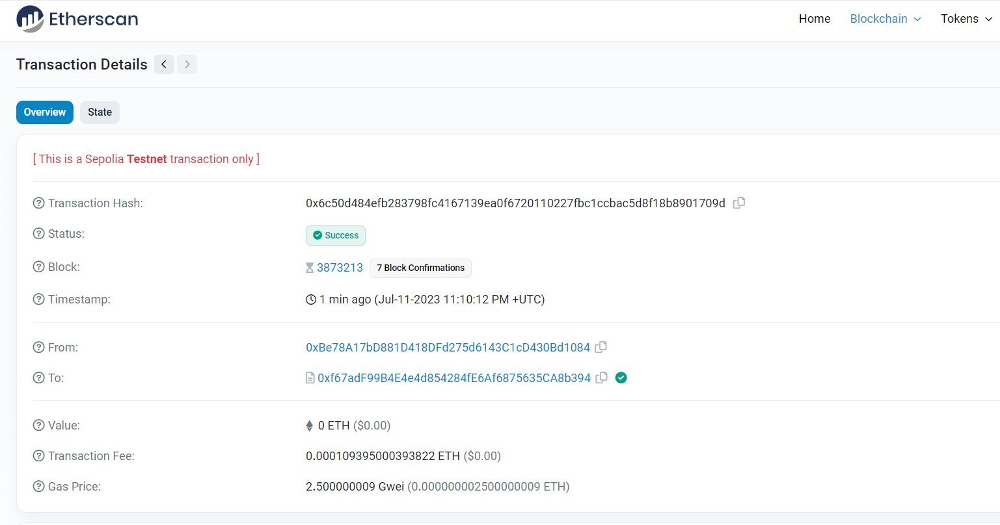 Etherscan
Home Blockchain Tokens
Transaction Details
Overview State
[ This is a Sepolia Testnet transaction only ]
Transaction Hash: 0x6c50d484efb283798fc4167139ea0f6720110227fbc1ccbac5d8f18b8901709d
Status: Success
Block: 3873213 7 Block Confirmations
Timestamp: 1 min ago (Jul-11-2023 11:10:12 PM +UTC)
From: 0xBe78A17bD881D418DFd275d6143C1cD430Bd1084
To: 0xf67adF99B4E4e4d854284fE6Af6875635CA8b394
Value: 0 ETH ($0.00)
Transaction Fee: 0.000109395000393822 ETH ($0.00)
Gas Price: 2.500000009 Gwei (0.000000002500000009 ETH)